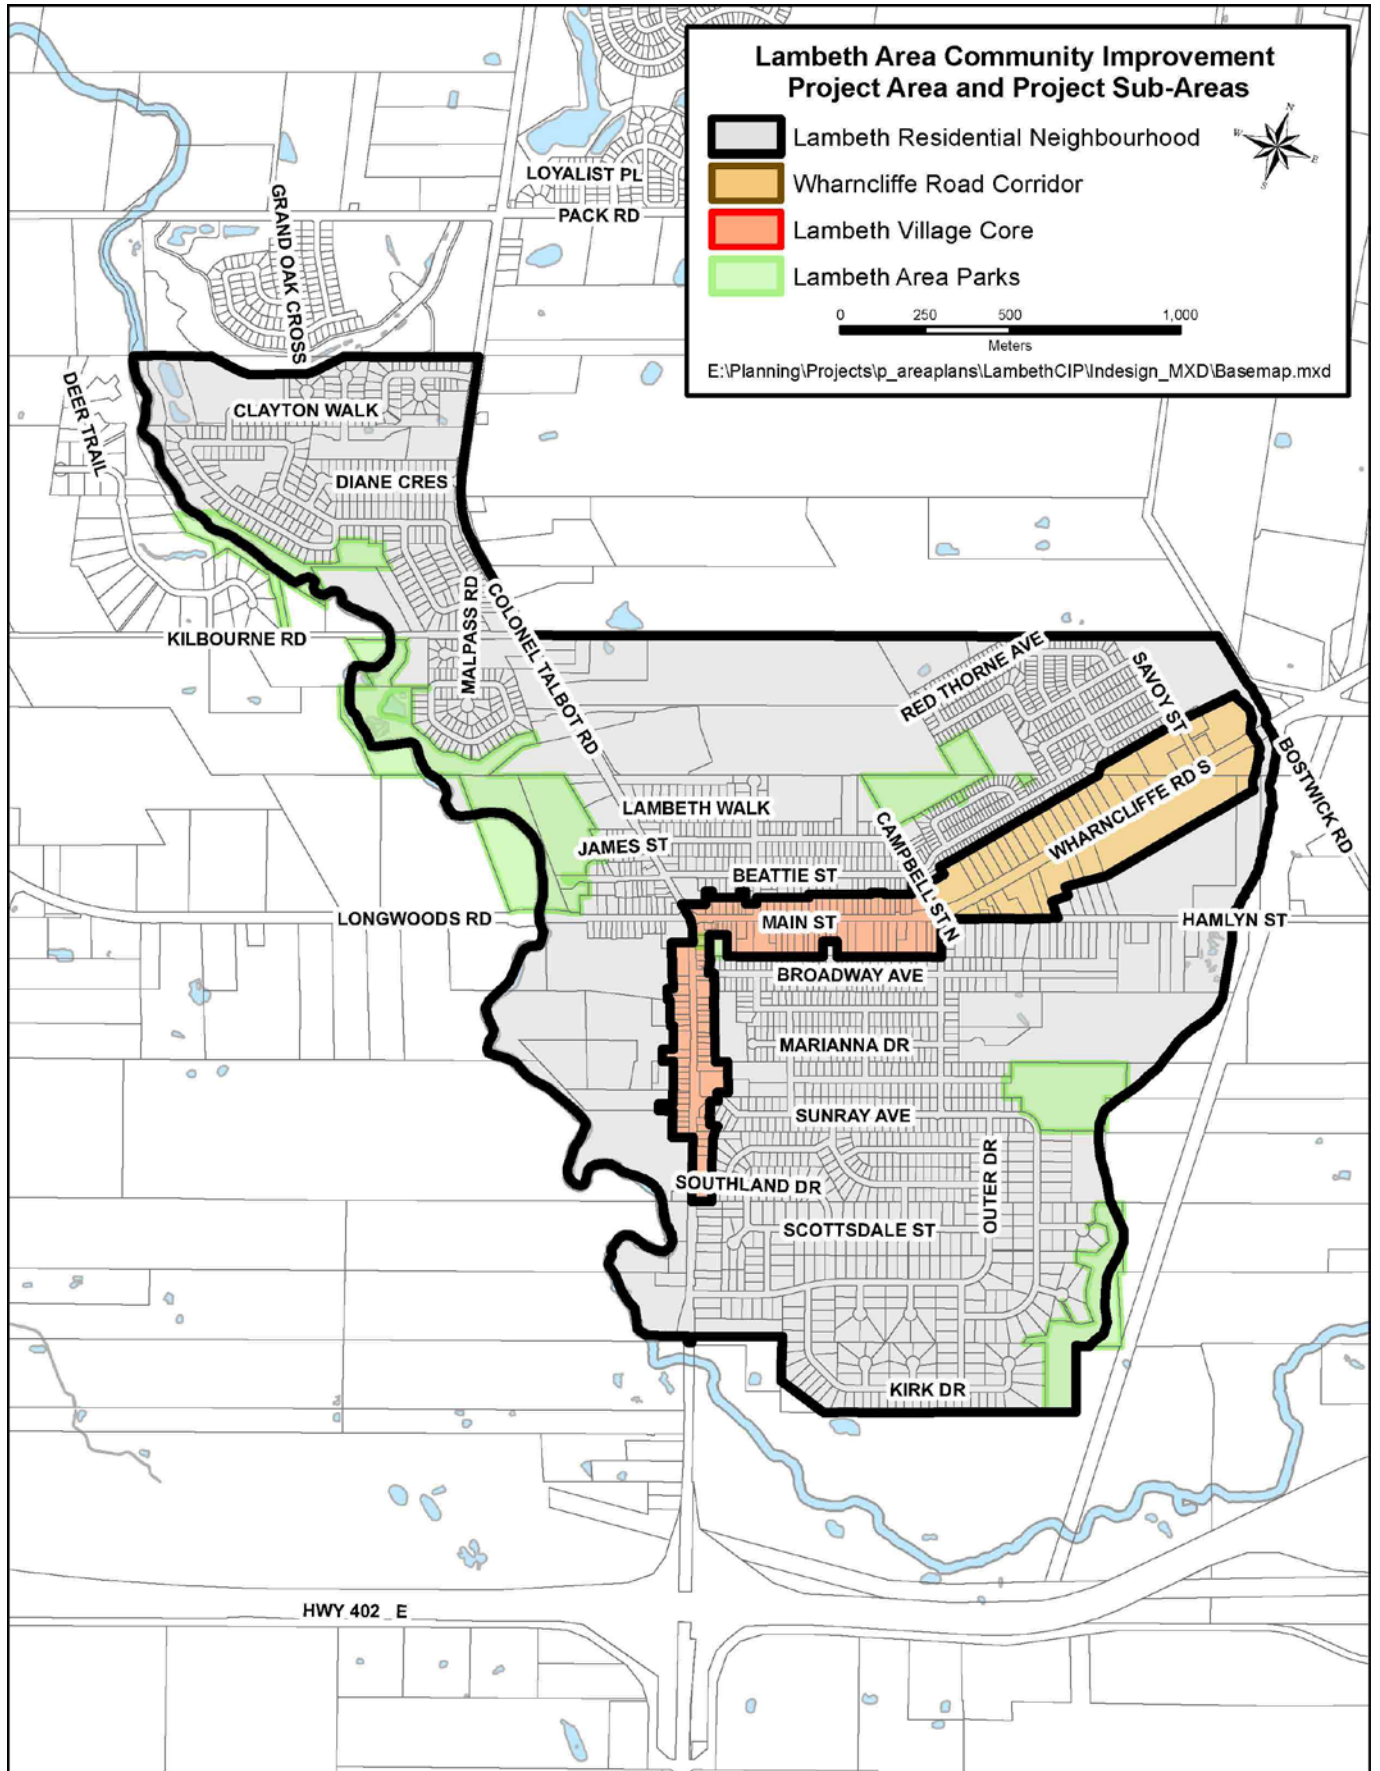 Lambeth Area Community Improvement
Project Area and Project Sub-Areas
Lambeth Residential Neighbourhood
Wharncliffe Road Corridor
Lambeth Village Core
Lambeth Area Parks
N
W
E
S
0 250 500 1,000
Meters
E:\Planning\Projects\p_areaplans\LambethCIP\Indesign_MXD\Basemap.mxd
LOYALIST PL
PACK RD
GRAND OAK CROSS
DEER TRAIL
CLAYTON WALK
DIANE CRES
MALPASS RD
COLONEL TALBOT RD
KILBOURNE RD
RED THORNE AVE
SAVOY ST
BOSTWICK RD
WHARNCLIFFE RD S
LAMBETH WALK
CAMPBELL ST N
JAMES ST
BEATTIE ST
LONGWOODS RD
MAIN ST
HAMLYN ST
BROADWAY AVE
MARIANNA DR
SUNRAY AVE
OUTER DR
SOUTHLAND DR
SCOTTSDALE ST
KIRK DR
HWY 402 E